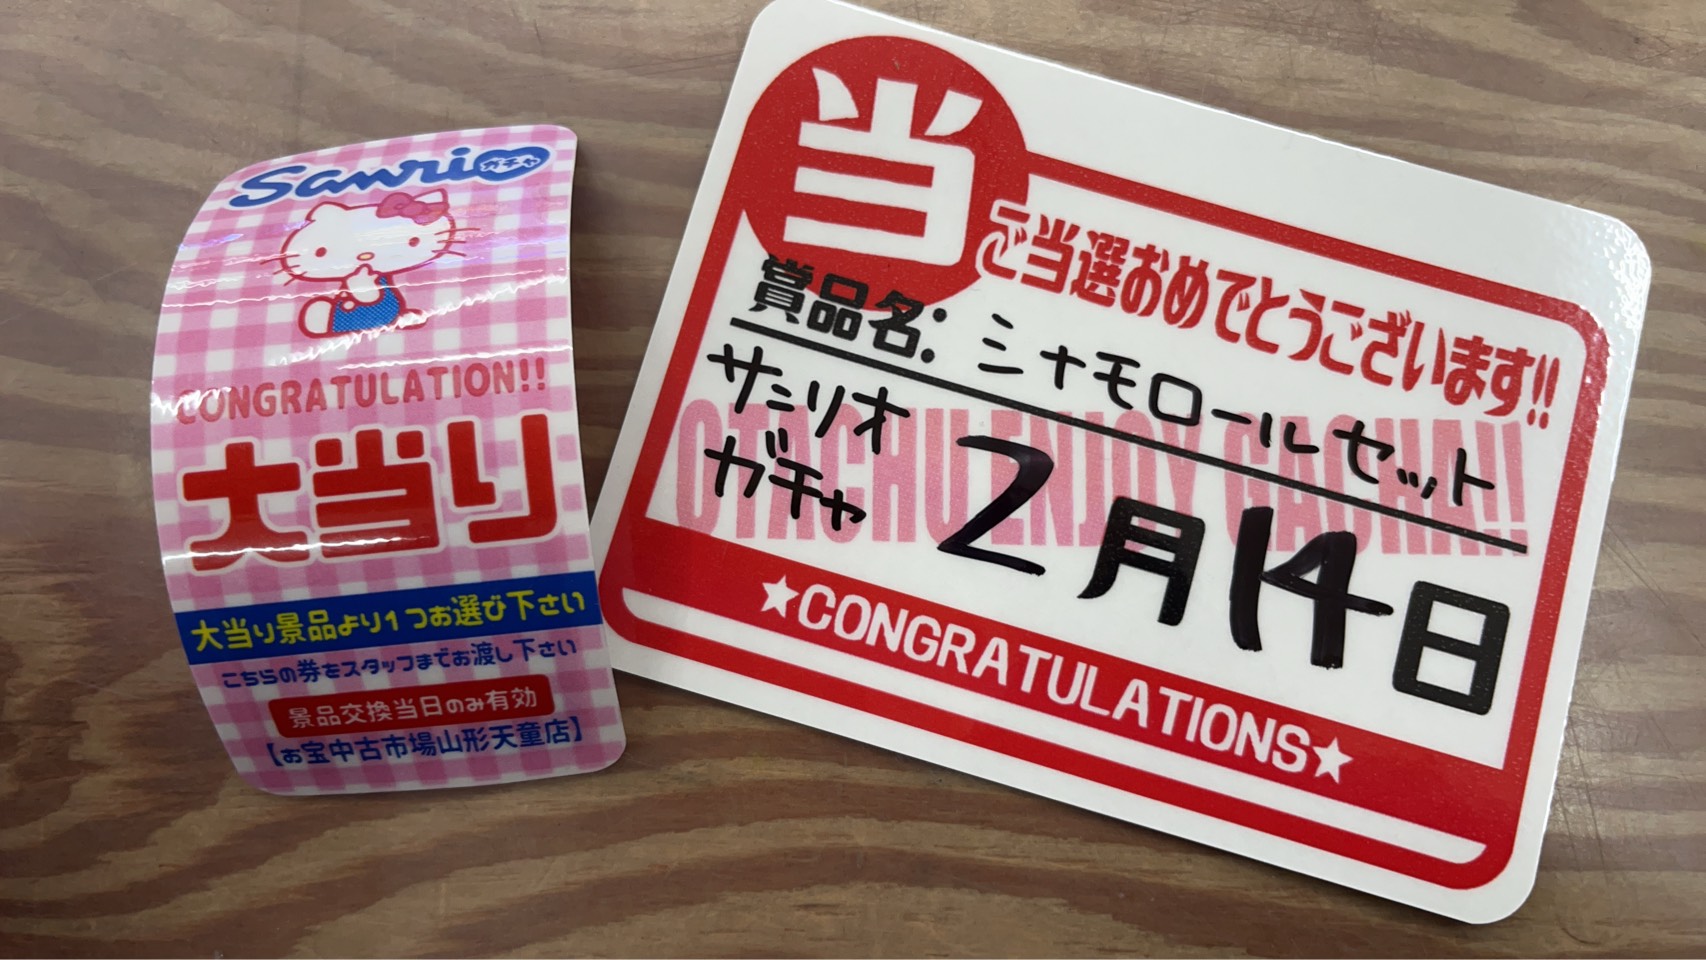 Sanrio
ガチャ
CONGRATULATION!!
大当り
大当り景品より1つお選び下さい
こちらの券をスタッフまでお渡し下さい
景品交換当日のみ有効
【お宝中古市場山形天童店】
当
ご当選おめでとうございます!!
賞品名: シナモロールセット
サンリオ
ガチャ
2月14日
OTACHU ENJOY GACHA!!
★CONGRATULATIONS★